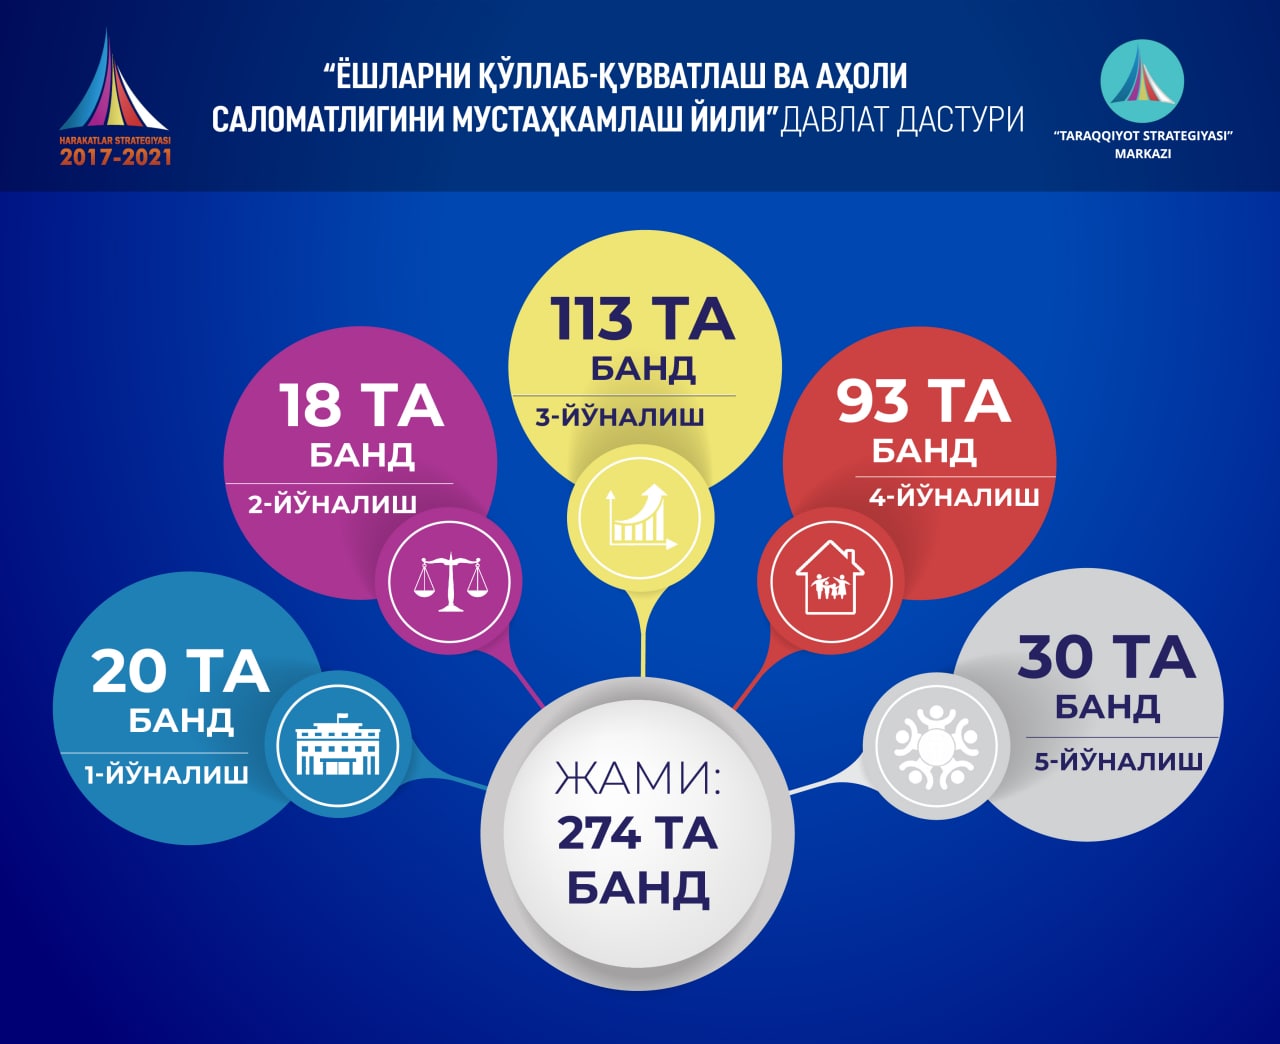 HARAKATLAR STRATEGIYASI
2017-2021
“ЁШЛАРНИ ҚЎЛЛАБ-ҚУВВАТЛАШ ВА АҲОЛИ
САЛОМАТЛИГИНИ МУСТАҲКАМЛАШ ЙИЛИ” ДАВЛАТ ДАСТУРИ
“TARAQQIYOT STRATEGIYASI”
MARKAZI
20 ТА
БАНД
1-ЙЎНАЛИШ
18 ТА
БАНД
2-ЙЎНАЛИШ
113 ТА
БАНД
3-ЙЎНАЛИШ
93 ТА
БАНД
4-ЙЎНАЛИШ
30 ТА
БАНД
5-ЙЎНАЛИШ
ЖАМИ:
274 ТА
БАНД